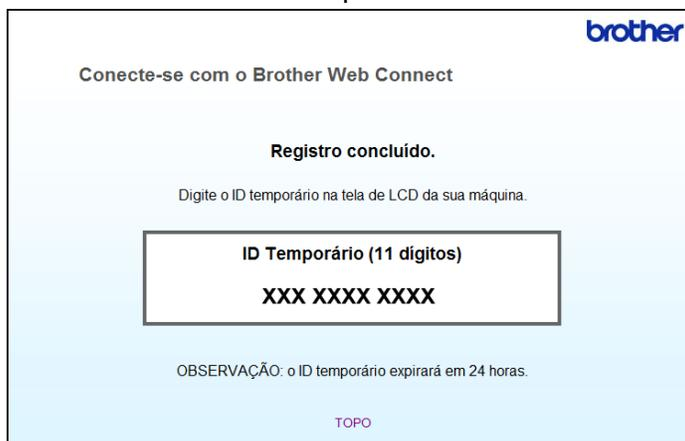 brother
Conecte-se com o Brother Web Connect
Registro concluído.
Digite o ID temporário na tela de LCD da sua máquina.
ID Temporário (11 dígitos)
XXX XXXX XXXX
OBSERVAÇÃO: o ID temporário expirará em 24 horas.
TOPO